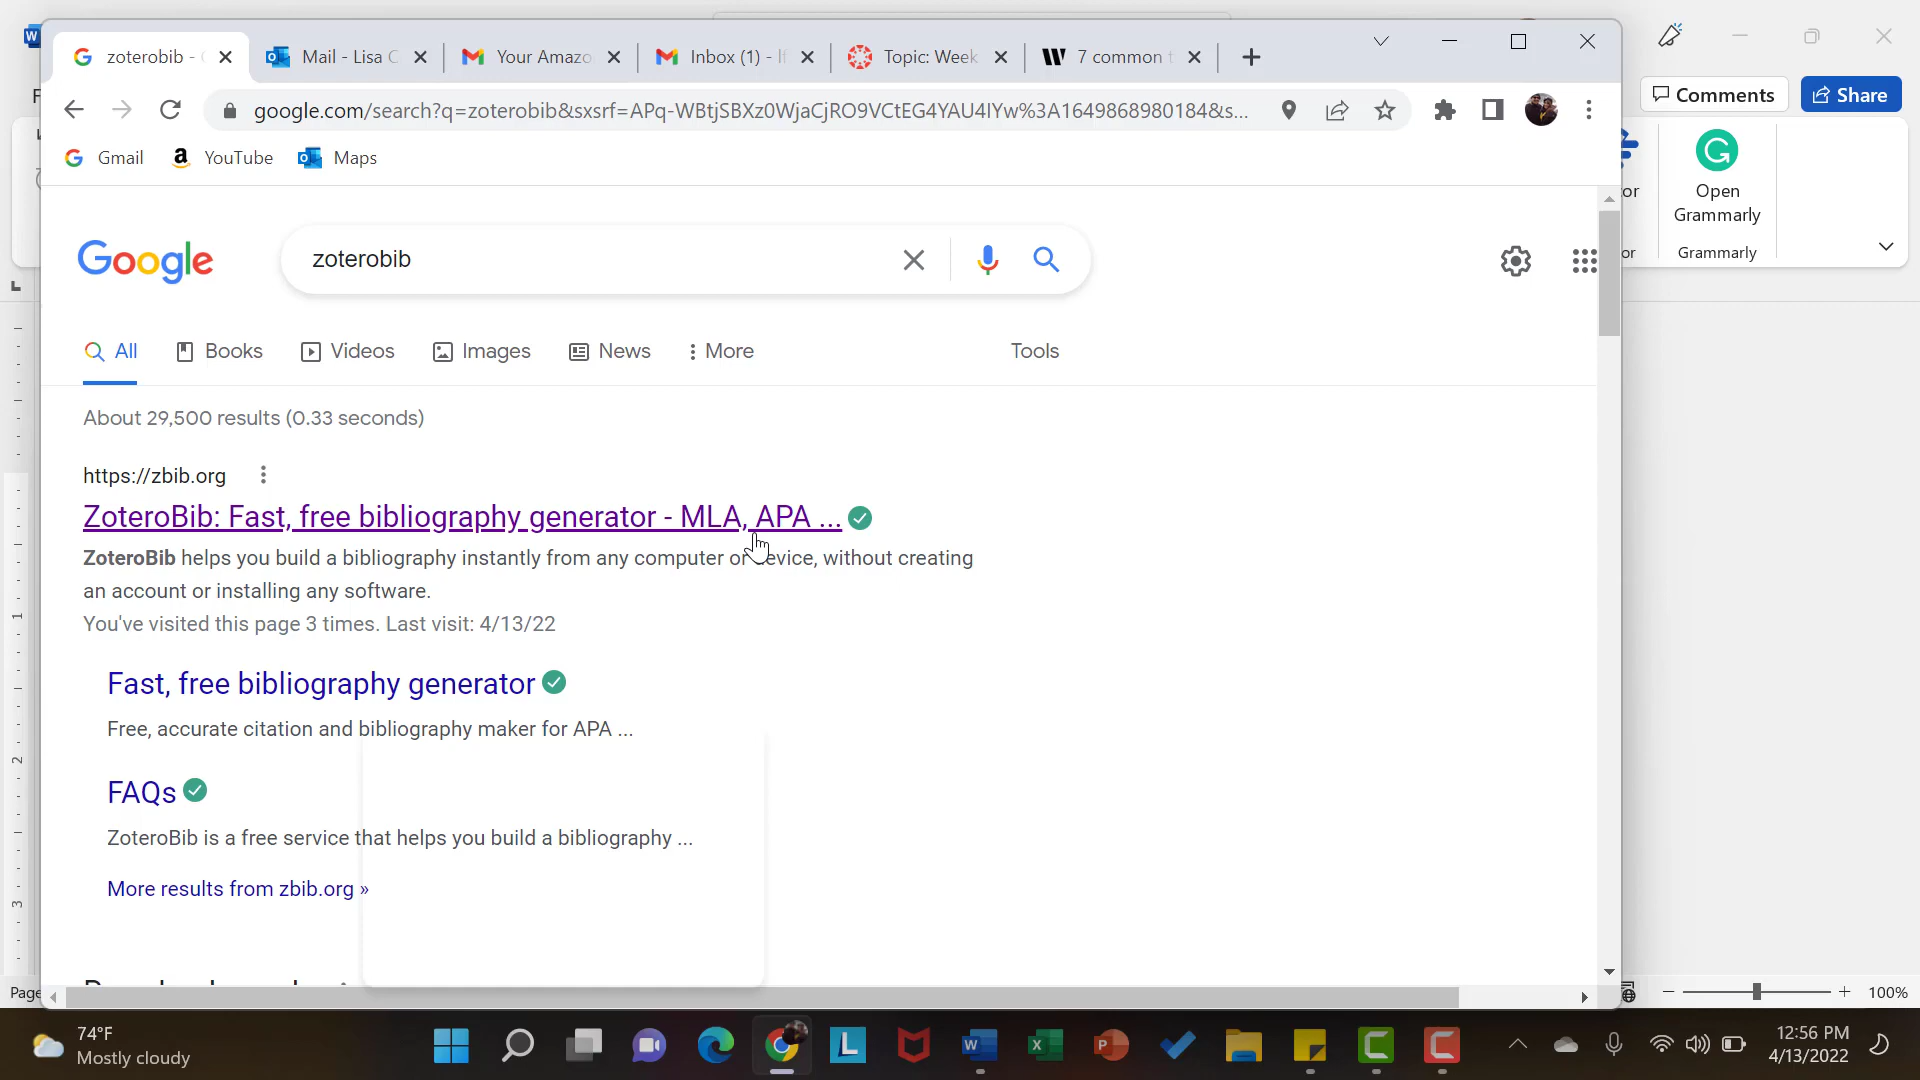 zoterobib - (
Mail - Lisa C
Your Amazo
Inbox (1) - lf
Topic: Week
7 common t
google.com/search?q=zoterobib&sxsrf=APq-WBtjSBXz0WjaCjRO9VCtEG4YAU4IYw%3A1649868980184&s...
Comments
Share
Gmail
YouTube
Maps
Open
Grammarly
or
or
Grammarly
Google
zoterobib
All
Books
Videos
Images
News
More
Tools
About 29,500 results (0.33 seconds)
https://zbib.org
ZoteroBib: Fast, free bibliography generator - MLA, APA ...
ZoteroBib helps you build a bibliography instantly from any computer or device, without creating
an account or installing any software.
You've visited this page 3 times. Last visit: 4/13/22
Fast, free bibliography generator
Free, accurate citation and bibliography maker for APA ...
FAQs
ZoteroBib is a free service that helps you build a bibliography ...
More results from zbib.org »
1
2
3
Page
100%
74°F
Mostly cloudy
12:56 PM
4/13/2022